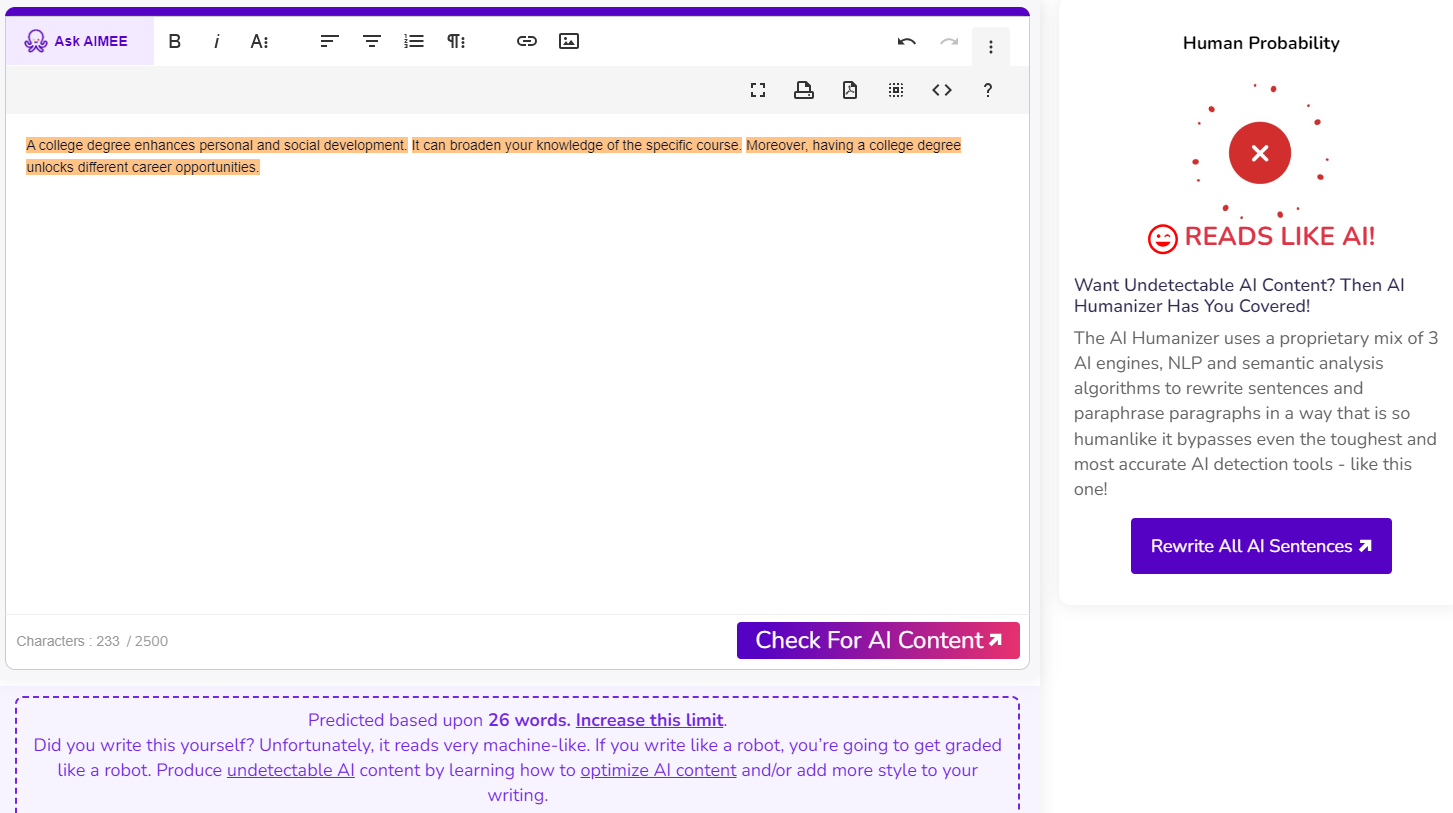 Ask AIMEE
B
i
A
?
A college degree enhances personal and social development. It can broaden your knowledge of the specific course. Moreover, having a college degree
unlocks different career opportunities.
Characters : 233 / 2500
Check For AI Content
Predicted based upon 26 words. Increase this limit.
Did you write this yourself? Unfortunately, it reads very machine-like. If you write like a robot, you’re going to get graded
like a robot. Produce undetectable AI content by learning how to optimize AI content and/or add more style to your
writing.
Human Probability
READS LIKE AI!
Want Undetectable AI Content? Then AI
Humanizer Has You Covered!
The AI Humanizer uses a proprietary mix of 3
AI engines, NLP and semantic analysis
algorithms to rewrite sentences and
paraphrase paragraphs in a way that is so
humanlike it bypasses even the toughest and
most accurate AI detection tools - like this
one!
Rewrite All AI Sentences